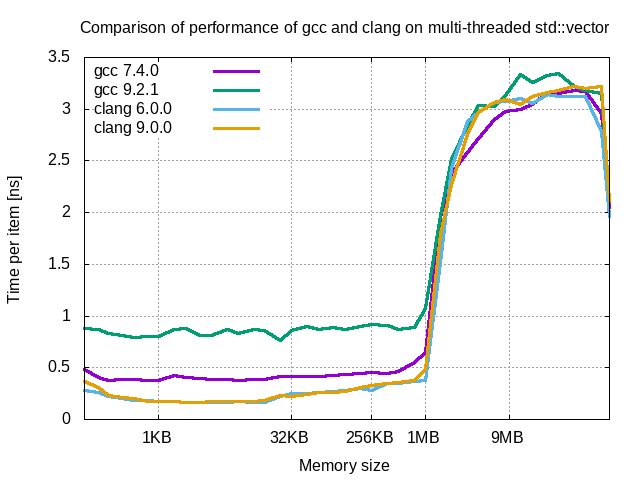 Comparison of performance of gcc and clang on multi-threaded std::vector
3.5
3
2.5
2
1.5
1
0.5
0
Time per item [ns]
gcc 7.4.0
gcc 9.2.1
clang 6.0.0
clang 9.0.0
1KB 32KB 256KB 1MB 9MB
Memory size